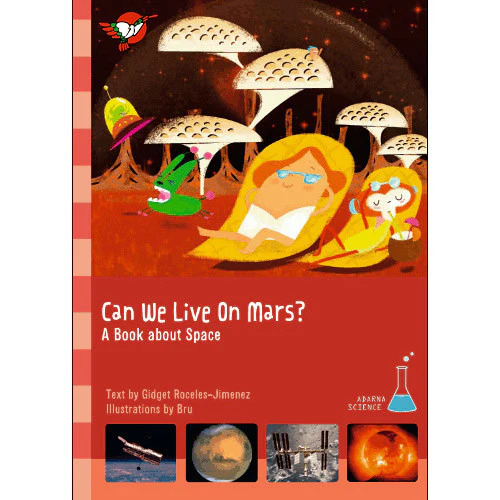 Can We Live On Mars?
A Book about Space
Text by Gidget Roceles-Jimenez
Illustrations by Bru
ADARNA
SCIENCE